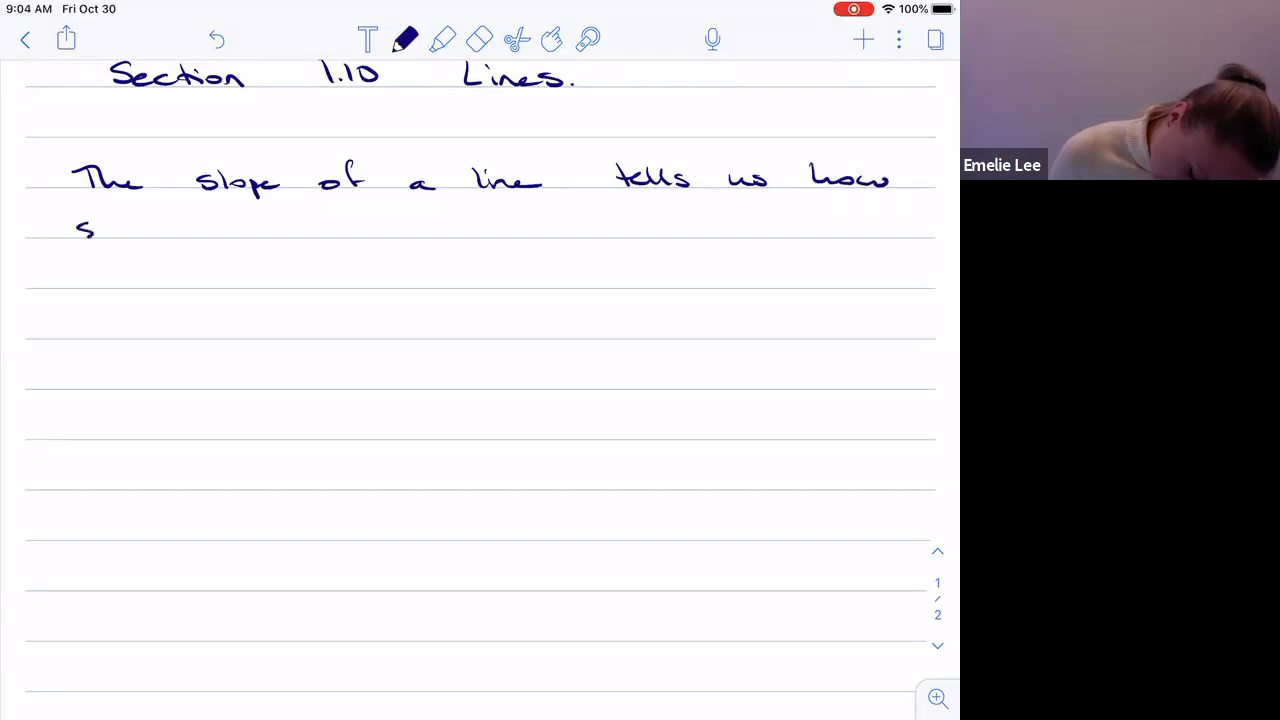 9:04 AM Fri Oct 30
100%
Section 1.10 Lines.
The slope of a line tells us how
s
Emelie Lee
1
/
2